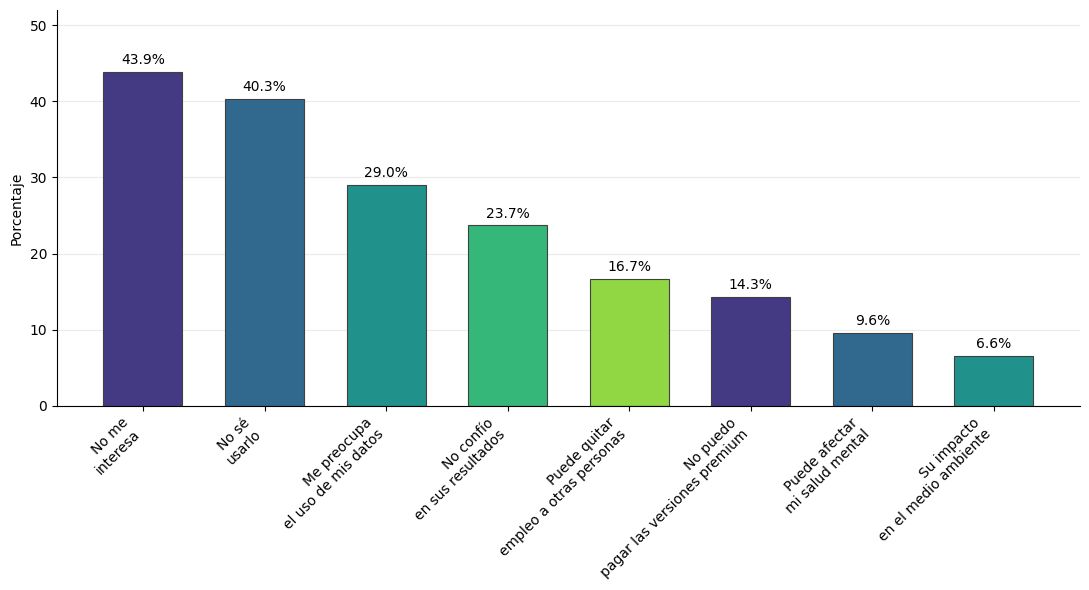 Porcentaje
50
40
30
20
10
0
43.9%
40.3%
29.0%
23.7%
16.7%
14.3%
9.6%
6.6%
No me
interesa
No sé
usarlo
Me preocupa
el uso de mis datos
No confío
en sus resultados
Puede quitar
empleo a otras personas
No puedo
pagar las versiones premium
Puede afectar
mi salud mental
Su impacto
en el medio ambiente